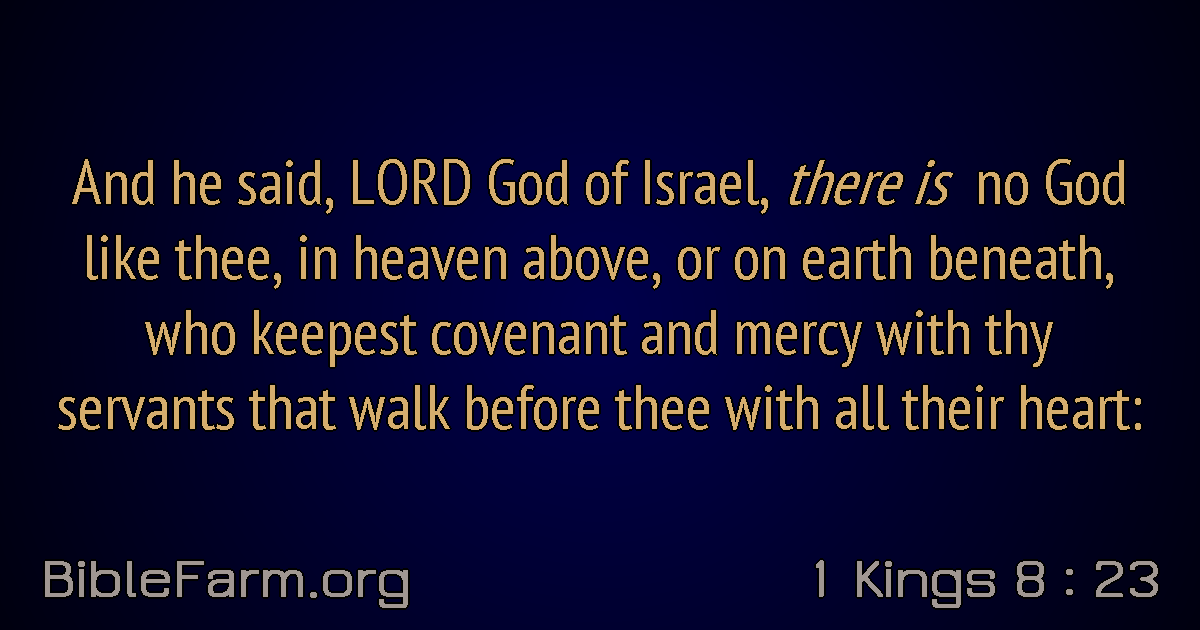 And he said, LORD God of Israel, there is no God
like thee, in heaven above, or on earth beneath,
who keepest covenant and mercy with thy
servants that walk before thee with all their heart:
BibleFarm.org
1 Kings 8 : 23